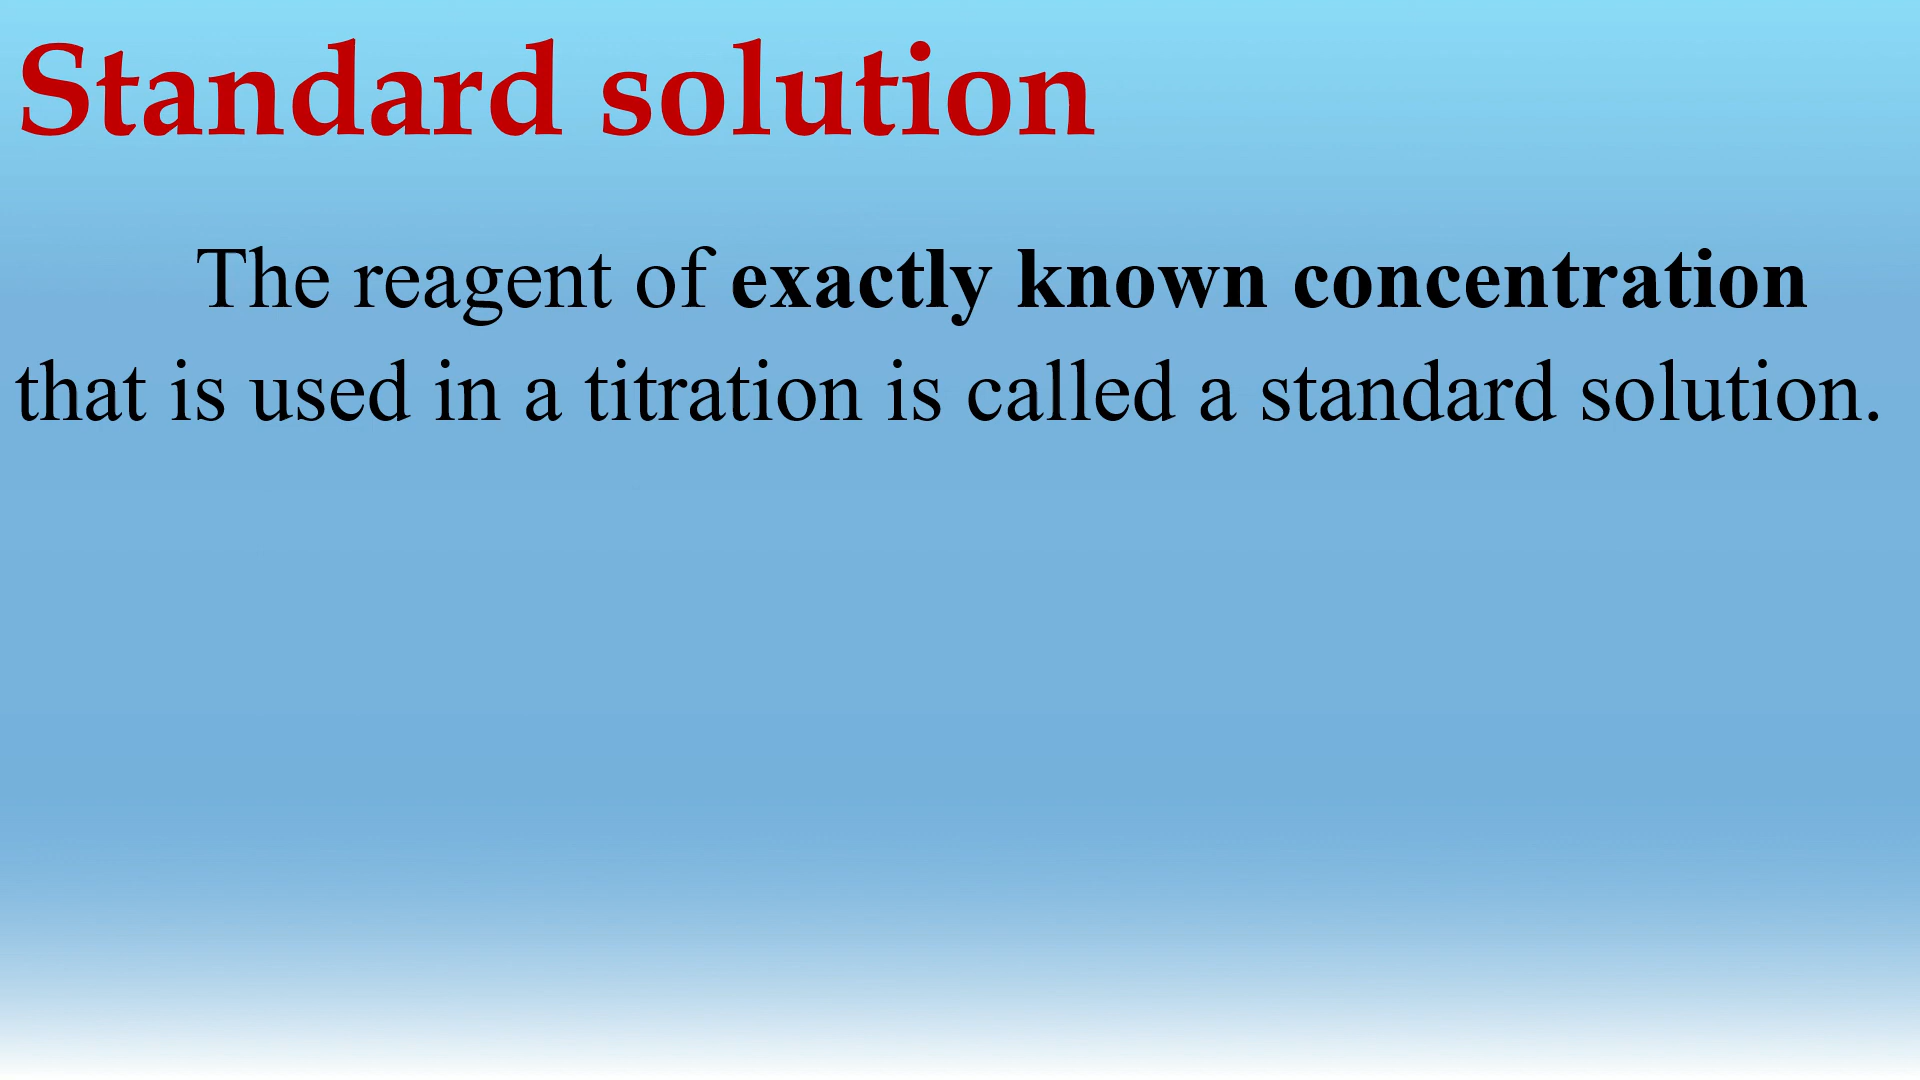 Standard solution
The reagent of exactly known concentration
that is used in a titration is called a standard solution.